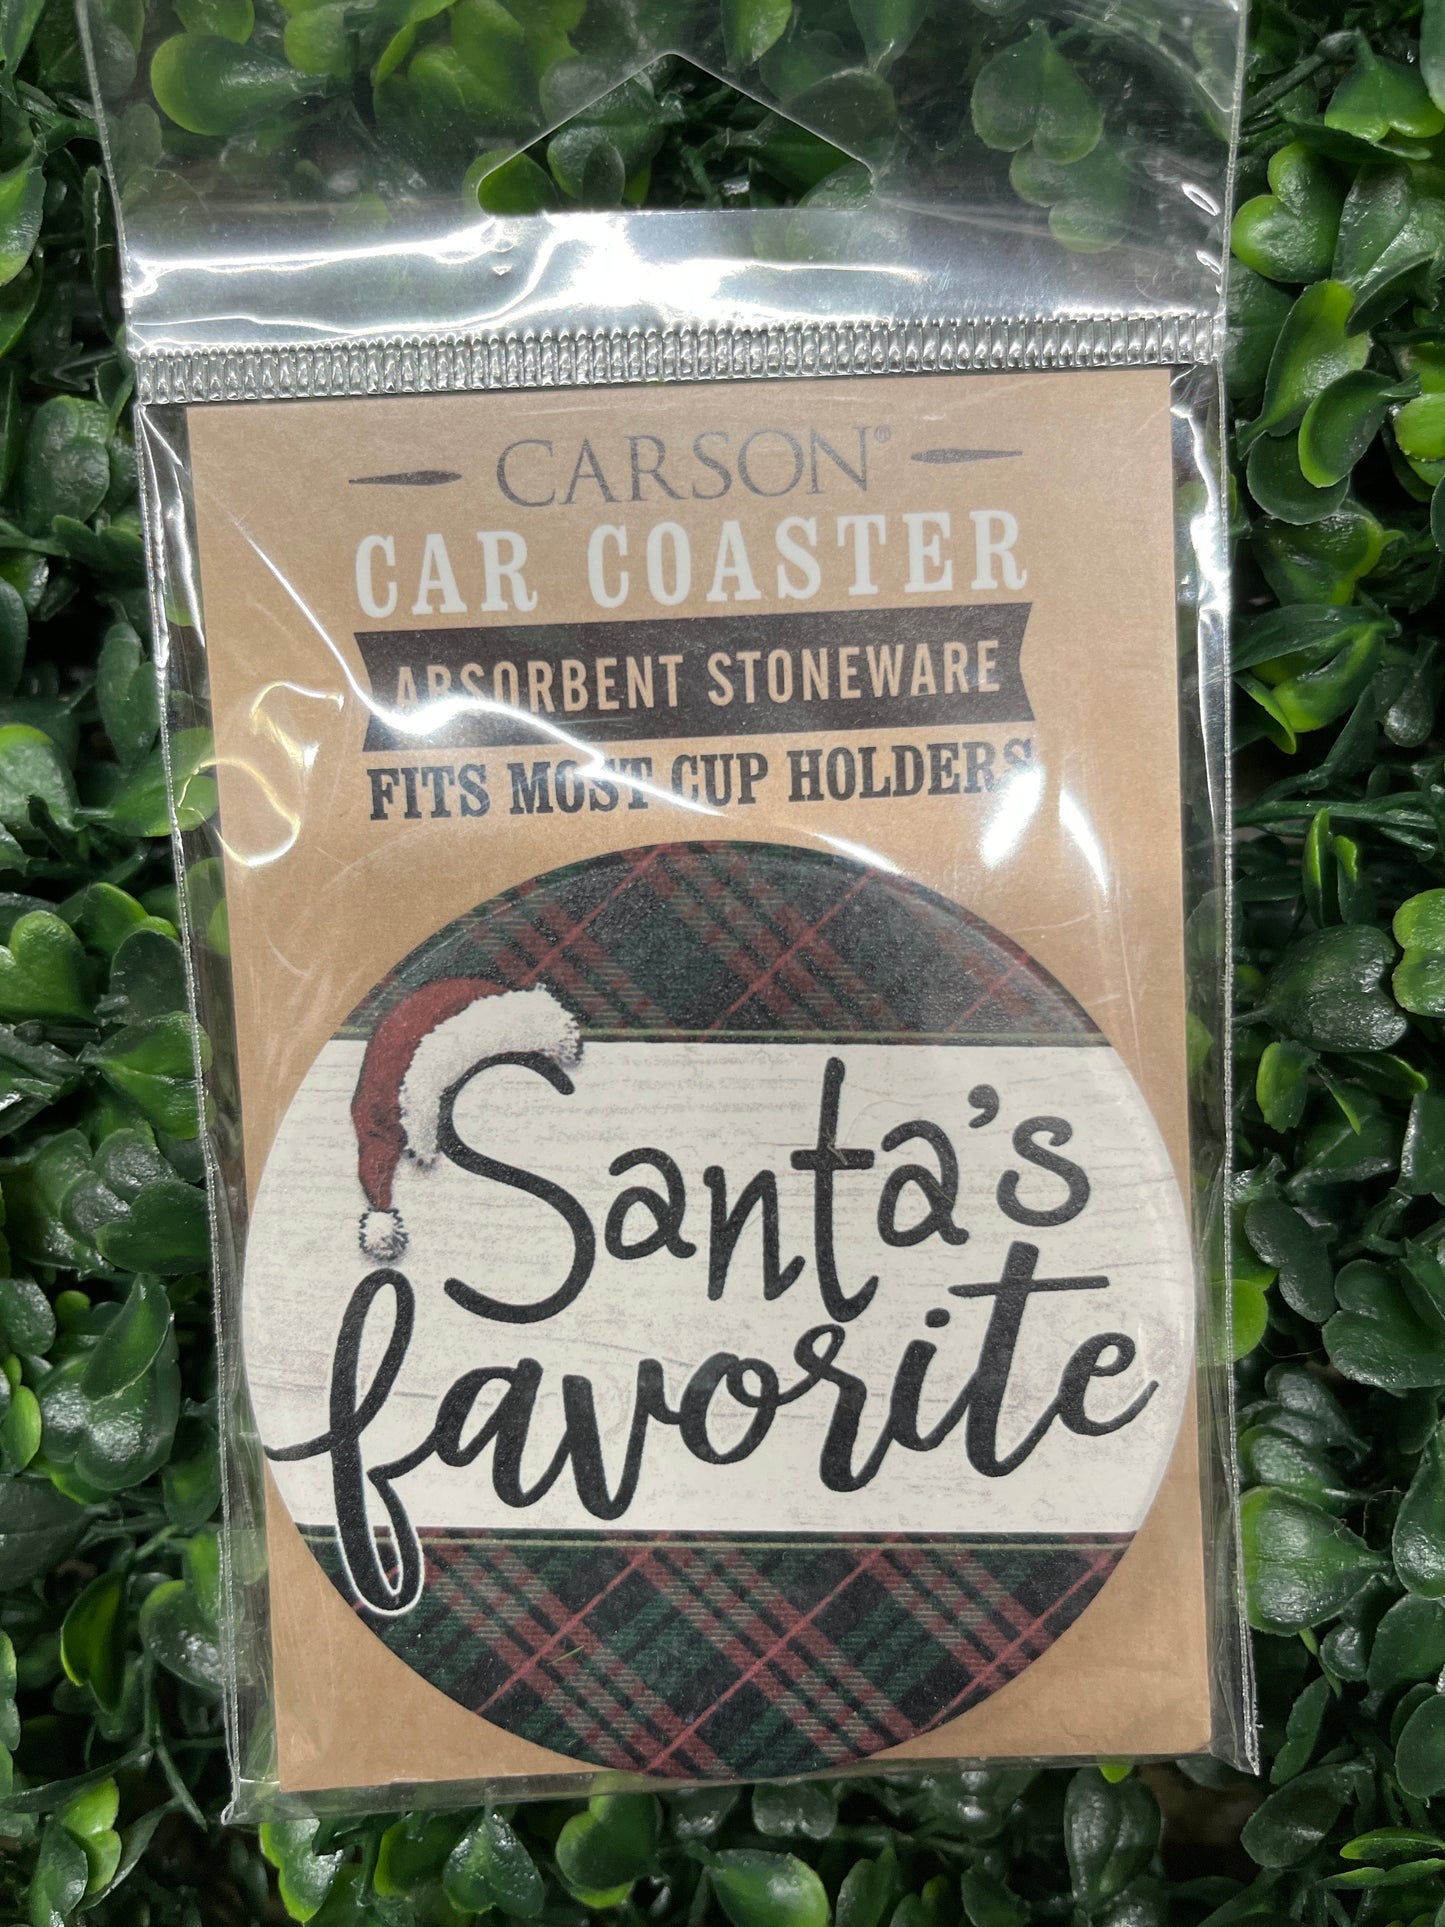 CARSON®
CAR COASTER
ABSORBENT STONEWARE
FITS MOST CUP HOLDERS
Santa's
favorite